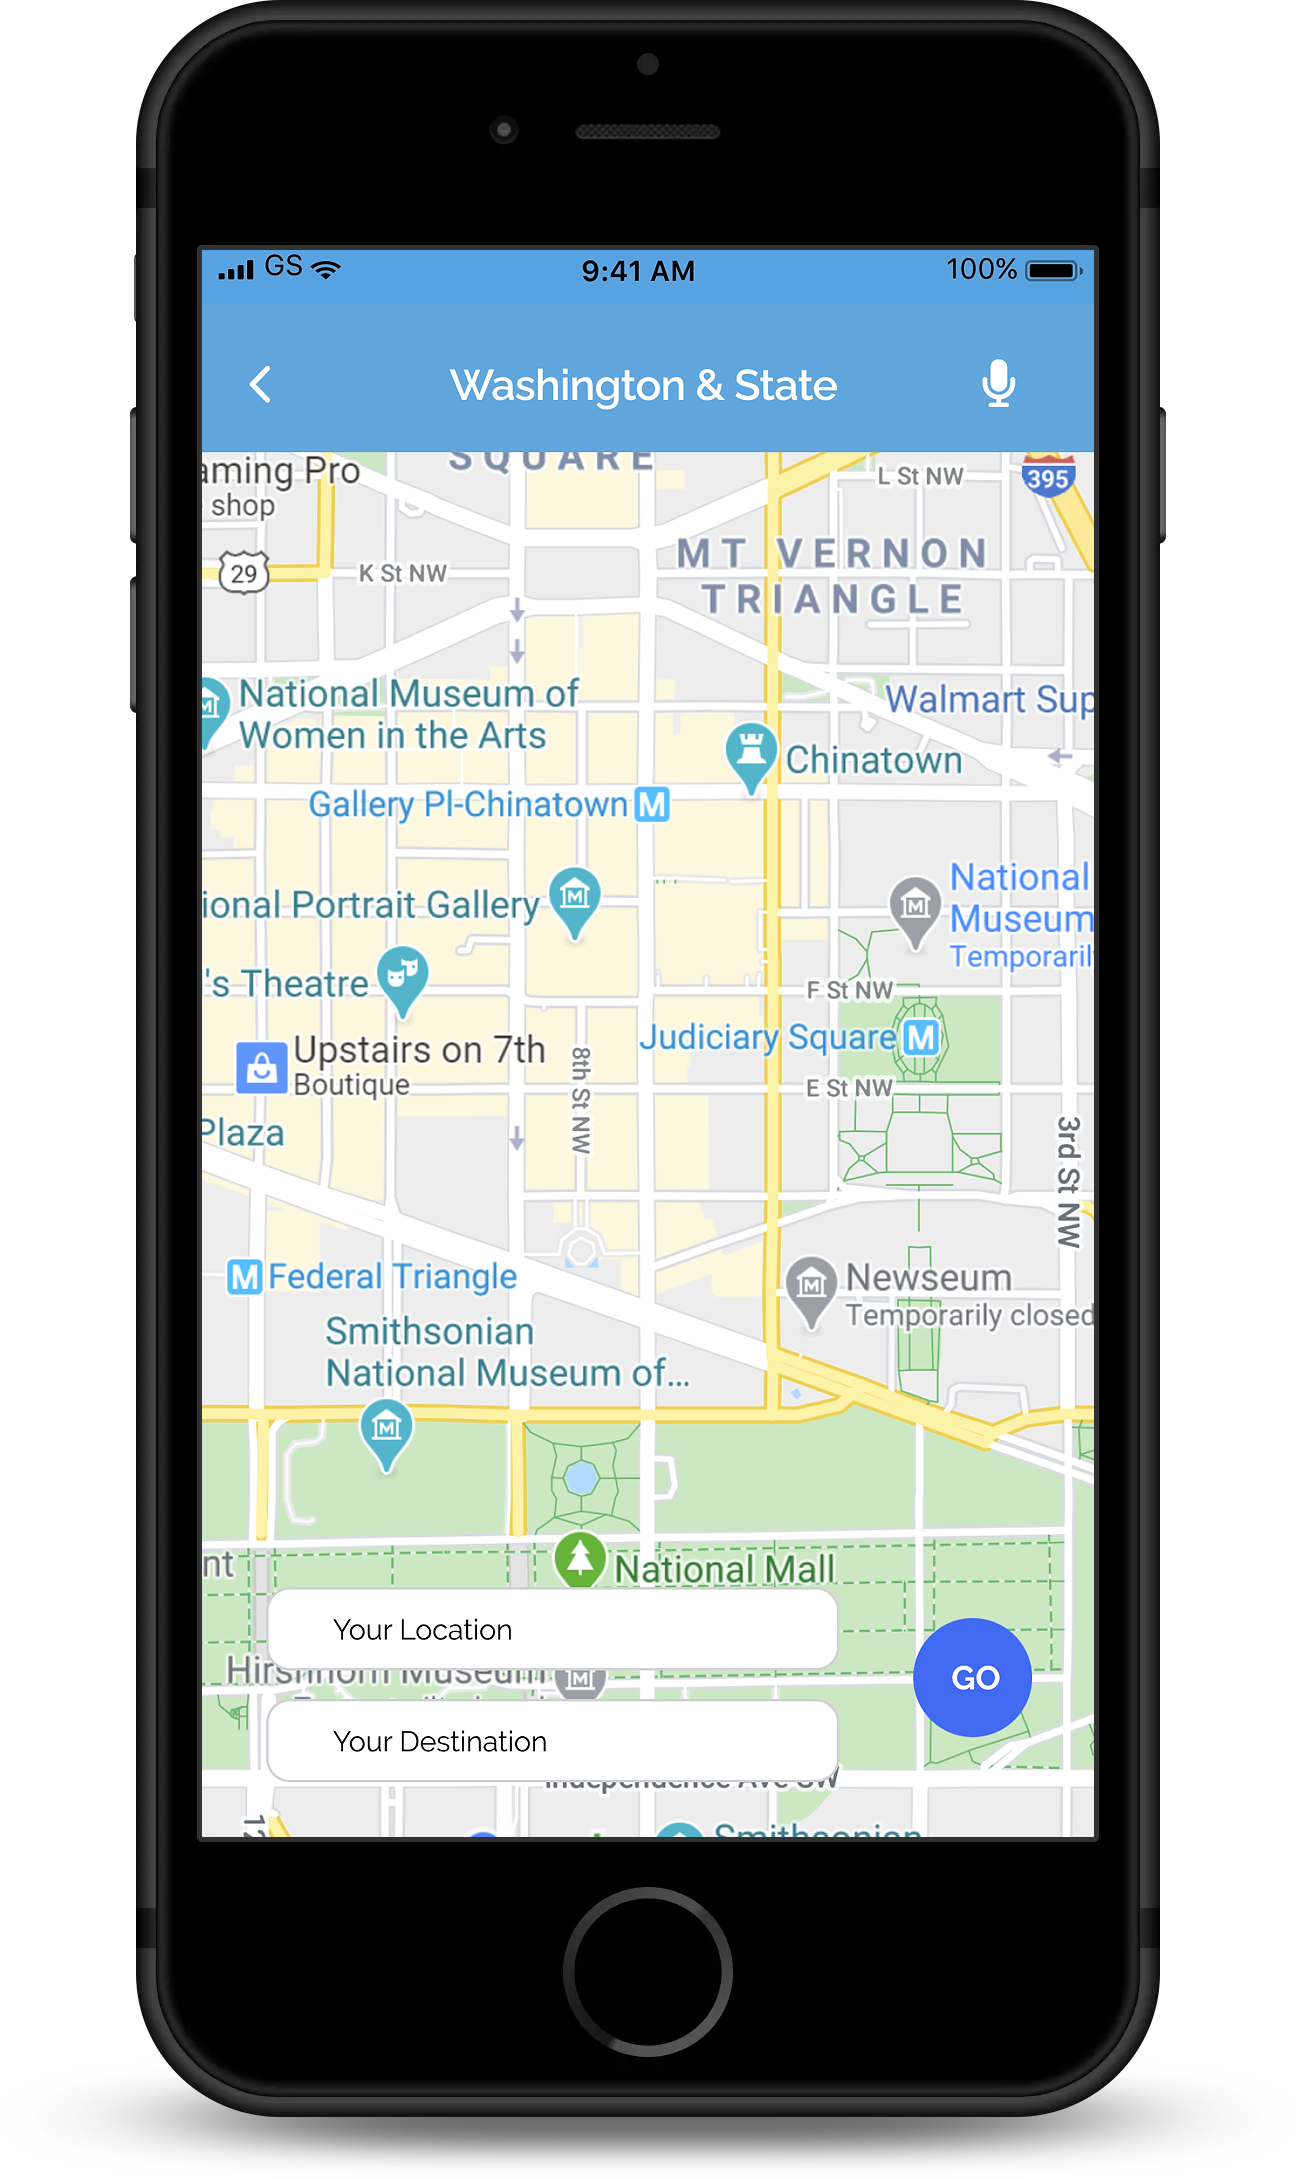 GS
9:41 AM
100%
Washington & State
SQUARE
aming Pro
shop
L St NW
395
29
K St NW
MT VERNON
TRIANGLE
National Museum of
Women in the Arts
Walmart Sup
Chinatown
Gallery Pl-Chinatown M
National
Museum
Temporaril
ional Portrait Gallery
's Theatre
F St NW
Judiciary Square M
Upstairs on 7th
Boutique
8th St NW
E St NW
Plaza
3rd St NW
M Federal Triangle
Newseum
Temporarily closed
Smithsonian
National Museum of...
nt
National Mall
Your Location
Hirshhorn Museum
GO
Your Destination
Independence Ave SW
12
Smithsonian